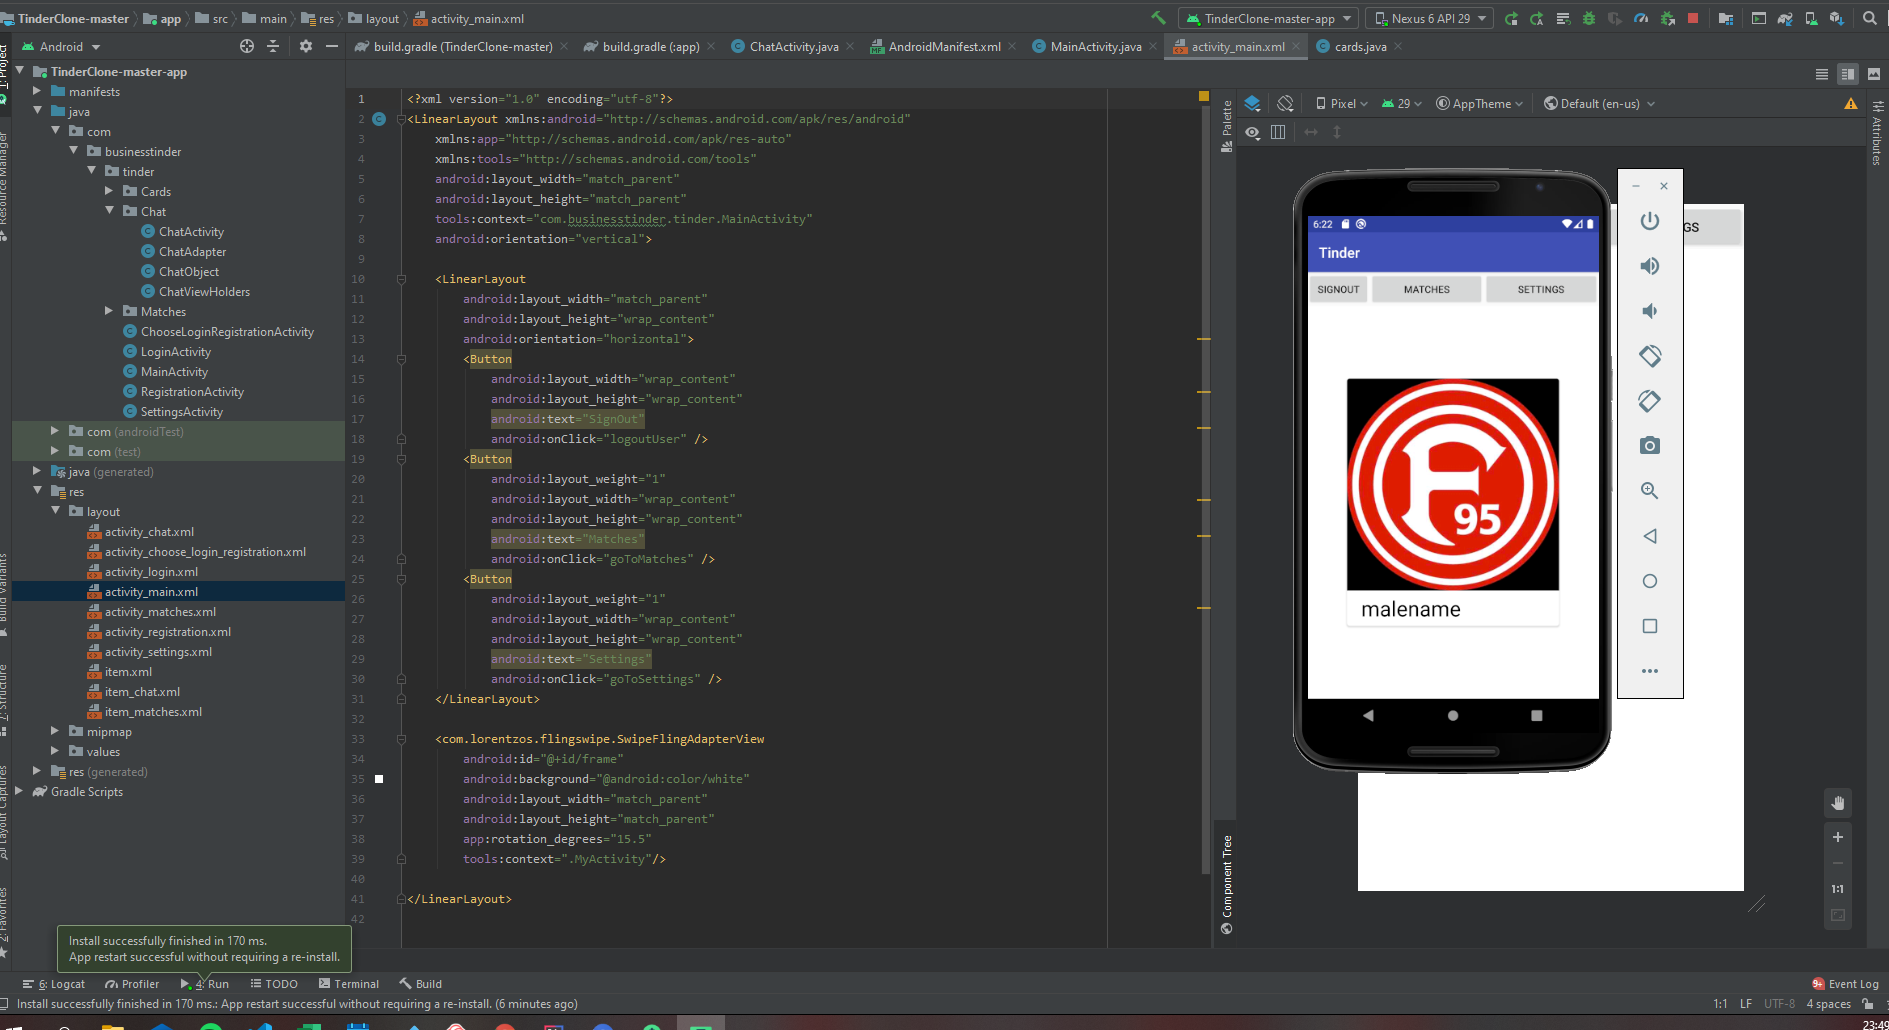 TinderClone-master
app
src
main
res
layout
activity_main.xml
TinderClone-master-app
Nexus 6 API 29
Android
build.gradle (TinderClone-master)
build.gradle (:app)
ChatActivity.java
AndroidManifest.xml
MainActivity.java
activity_main.xml
cards.java
1: Project
Resource Manager
Build Variants
7: Structure
Layout Captures
2: Favorites
TinderClone-master-app
manifests
java
com
businesstinder
tinder
Cards
Chat
ChatActivity
ChatAdapter
ChatObject
ChatViewHolders
Matches
ChooseLoginRegistrationActivity
LoginActivity
MainActivity
RegistrationActivity
SettingsActivity
com (androidTest)
com (test)
java (generated)
res
layout
activity_chat.xml
activity_choose_login_registration.xml
activity_login.xml
activity_main.xml
activity_matches.xml
activity_registration.xml
activity_settings.xml
item.xml
item_chat.xml
item_matches.xml
mipmap
values
res (generated)
Gradle Scripts
1 <?xml version="1.0" encoding="utf-8"?>
2 <LinearLayout xmlns:android="http://schemas.android.com/apk/res/android"
3 xmlns:app="http://schemas.android.com/apk/res-auto"
4 xmlns:tools="http://schemas.android.com/tools"
5 android:layout_width="match_parent"
6 android:layout_height="match_parent"
7 tools:context="com.businesstinder.tinder.MainActivity"
8 android:orientation="vertical">
9
10 <LinearLayout
11 android:layout_width="match_parent"
12 android:layout_height="wrap_content"
13 android:orientation="horizontal">
14 <Button
15 android:layout_width="wrap_content"
16 android:layout_height="wrap_content"
17 android:text="SignOut"
18 android:onClick="logoutUser" />
19 <Button
20 android:layout_weight="1"
21 android:layout_width="wrap_content"
22 android:layout_height="wrap_content"
23 android:text="Matches"
24 android:onClick="goToMatches" />
25 <Button
26 android:layout_weight="1"
27 android:layout_width="wrap_content"
28 android:layout_height="wrap_content"
29 android:text="Settings"
30 android:onClick="goToSettings" />
31 </LinearLayout>
32
33 <com.lorentzos.flingswipe.SwipeFlingAdapterView
34 android:id="@+id/frame"
35 android:background="@android:color/white"
36 android:layout_width="match_parent"
37 android:layout_height="match_parent"
38 app:rotation_degrees="15.5"
39 tools:context=".MyActivity"/>
40
41 </LinearLayout>
42
Palette
Component Tree
Pixel
29
AppTheme
Default (en-us)
Attributes
6:22
Tinder
SIGNOUT
MATCHES
SETTINGS
GS
F
95
malename
1:1
Install successfully finished in 170 ms.
App restart successful without requiring a re-install.
6: Logcat
Profiler
4: Run
TODO
Terminal
Build
9+ Event Log
Install successfully finished in 170 ms.: App restart successful without requiring a re-install. (6 minutes ago)
1:1 LF UTF-8 4 spaces
23:49